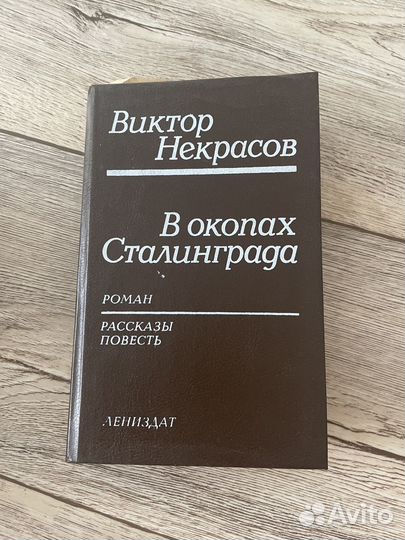 Виктор
Некрасов
В окопах
Сталинграда
РОМАН
РАССКАЗЫ
ПОВЕСТЬ
ЛЕНИЗДАТ
Avito